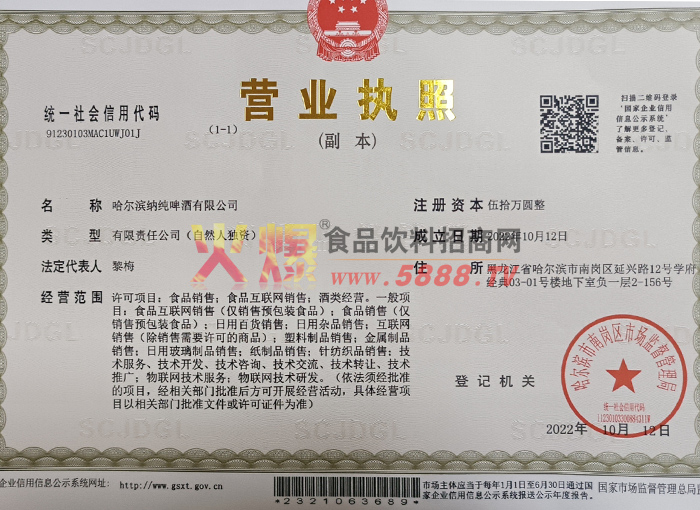 SCJDGL
营业执照
(副 本)
(1-1)
统一社会信用代码
91230103MAC1UWJ01J
扫描二维码登录
'国家企业信用
信息公示系统'
了解更多登记、
备案、许可、监
管信息。
名 称 哈尔滨纳纯啤酒有限公司
类 型 有限责任公司（自然人独资）
法定代表人 黎梅
经营范围 许可项目：食品销售；食品互联网销售；酒类经营。一般项
目：食品互联网销售（仅销售预包装食品）；食品销售（仅
销售预包装食品）；日用百货销售；日用杂品销售；互联网
销售（除销售需要许可的商品）；塑料制品销售；金属制品
销售；日用玻璃制品销售；纸制品销售；针纺织品销售；技
术服务、技术开发、技术咨询、技术交流、技术转让、技术
推广；物联网技术服务；物联网技术研发。（依法须经批准
的项目，经相关部门批准后方可开展经营活动，具体经营项
目以相关部门批准文件或许可证件为准）
注册资本 伍拾万圆整
成立日期 2022年10月12日
住 所 黑龙江省哈尔滨市南岗区延兴路12号学府
经典03-01号楼地下室负一层2-156号
火爆®食品饮料招商网
www.5888.tv
登记机关
哈尔滨市南岗区市场监督管理局
统一社会信用代码
2022年 10月 12日
企业信用信息公示系统网址: http://www.gsxt.gov.cn
*2321063689*
市场主体应当于每年1月1日至6月30日通过国
家企业信用信息公示系统报送公示年度报告。
国家市场监督管理总局监